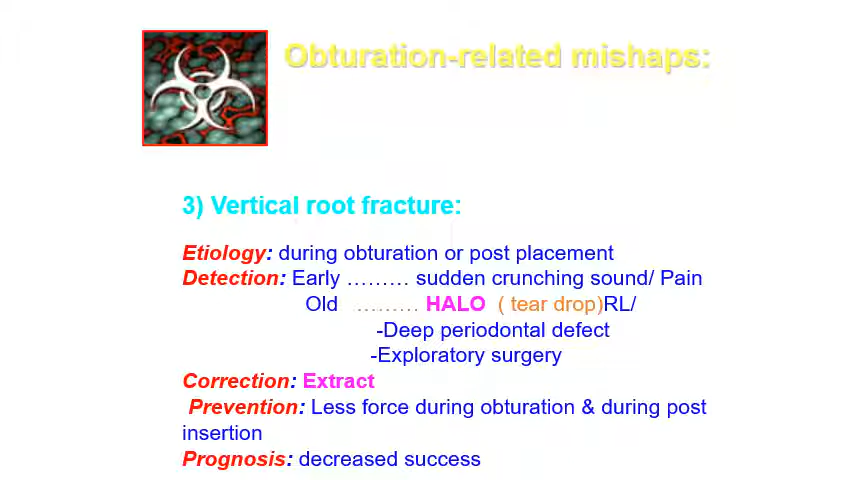 Obturation-related mishaps:
3) Vertical root fracture:
Etiology: during obturation or post placement
Detection: Early ……… sudden crunching sound/ Pain
Old ……… HALO ( tear drop)RL/
-Deep periodontal defect
-Exploratory surgery
Correction: Extract
Prevention: Less force during obturation & during post
insertion
Prognosis: decreased success